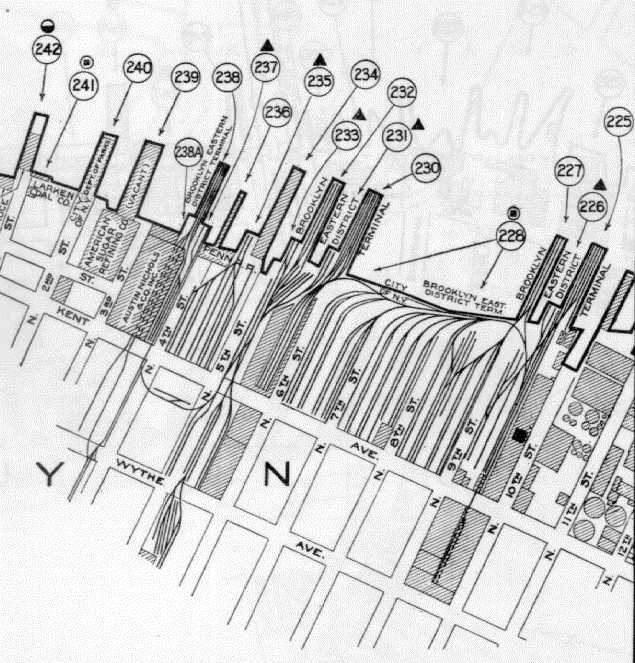 242
241
240
239
238
237
236
235
234
233
232
231
230
238A
228
227
226
225
BROOKLYN EASTERN
DISTRICT TERMINAL
LARKEN
COAL CO.
CITY
OF N.Y.
(DEPT. OF PARKS)
AMERICAN
SUGAR
REFINING CO.
(VACANT)
AUSTIN NICHOLS
PENN. R.R.
BROOKLYN
EASTERN
DISTRICT
TERMINAL
CITY
OF N.Y.
BROOKLYN EAST.
DISTRICT TERM.
BROOKLYN
EASTERN
DISTRICT
TERMINAL
ST.
N. 2ND ST.
N. 3RD ST.
N. 4TH ST.
N. 5TH ST.
N. 6TH ST.
N. 7TH ST.
N. 8TH ST.
N. 9TH ST.
N. 10TH ST.
N. 11TH ST.
N. 12TH
KENT AVE.
WYTHE AVE.
Y N